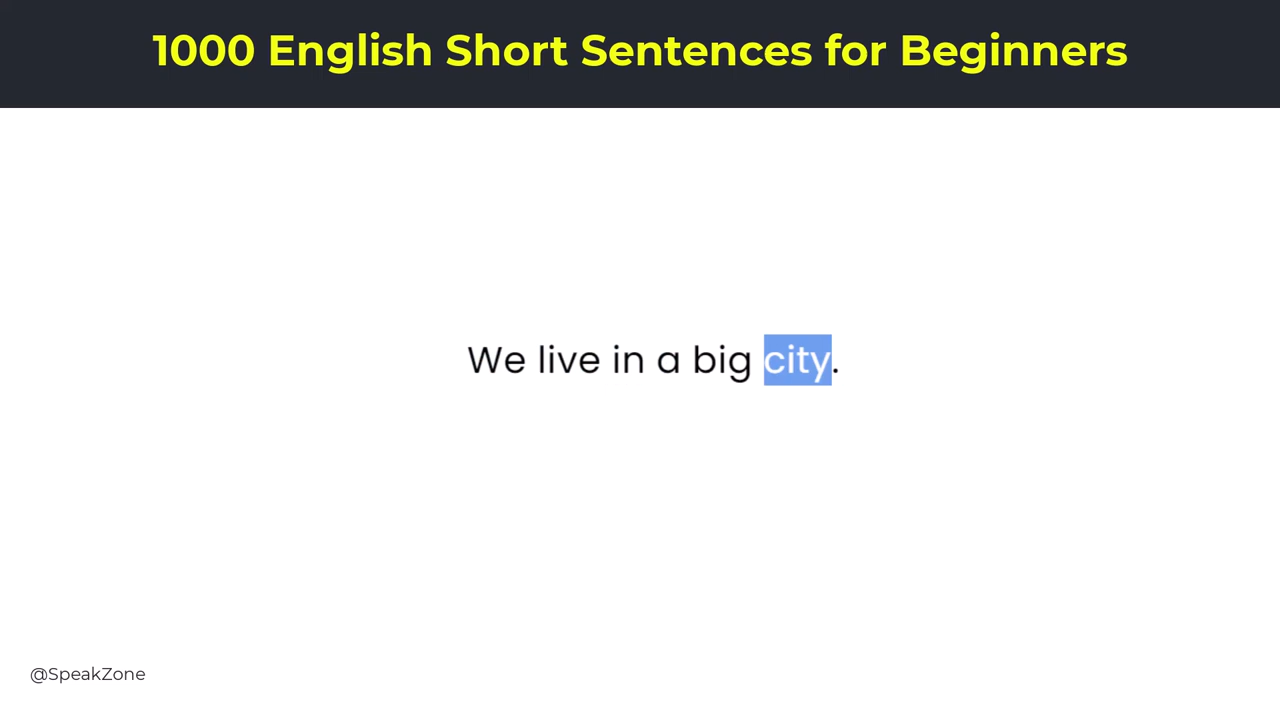 1000 English Short Sentences for Beginners
We live in a big city.
@SpeakZone